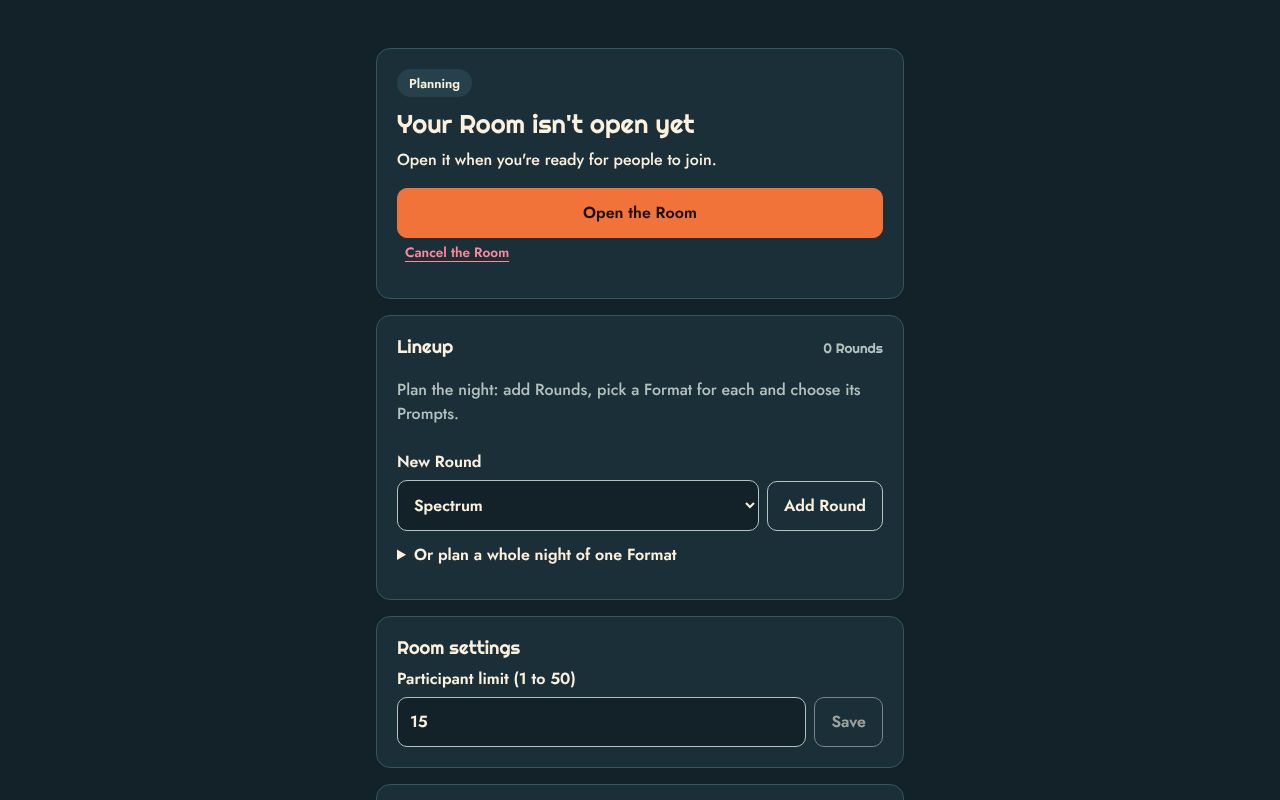 Planning
Your Room isn't open yet
Open it when you're ready for people to join.
Open the Room
Cancel the Room
Lineup
0 Rounds
Plan the night: add Rounds, pick a Format for each and choose its
Prompts.
New Round
Spectrum
Add Round
Or plan a whole night of one Format
Room settings
Participant limit (1 to 50)
15
Save